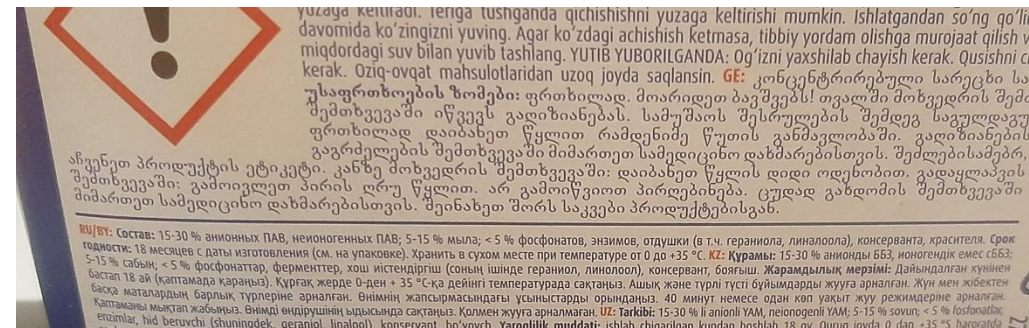 yuzaga keltiradi. Teriga tushganda qichishishni yuzaga keltirishi mumkin. Ishlatgandan so'ng qo'li
davomida ko'zingizni yuving. Agar ko'zdagi achishish ketmasa, tibbiy yordam olishga murojaat qilish
miqdordagi suv bilan yuvib tashlang. YUTIB YUBORILGANDA: Og'izni yaxshilab chayish kerak. Qusishni
kerak. Oziq-ovqat mahsulotlaridan uzoq joyda saqlansin. GE: კონცენტრირებული სარეცხი
უსაფრთხოების ზომები: ფრთხილად. მოარიდეთ ბავშვებს! თვალში მოხვედრის
შემთხვევაში იწვევს გაღიზიანებას. სამუშაოს შესრულების შემდეგ
ფრთხილად დაიბანეთ წყლით რამდენიმე წუთის განმავლობაში. გაღიზიანების
გაგრძელების შემთხვევაში მიმართეთ სამედიცინო დახმარებისთვის. შეძლებისამებრ,
აჩვენეთ პროდუქტის ეტიკეტი. კანზე მოხვედრის შემთხვევაში: დაიბანეთ წყლის დიდი ოდენობით. გადაყლაპვის
შემთხვევაში: გამოივლეთ პირის ღრუ წყლით. არ გამოიწვიოთ პირღებინება. ცუდად გახდომის შემთხვევაში
მიმართეთ სამედიცინო დახმარებისთვის. შეინახეთ შორს საკვები პროდუქტებისგან.
RU/BY: Состав: 15-30 % анионных ПАВ, неионогенных ПАВ; 5-15 % мыла; < 5 % фосфонатов, энзимов, отдушки (в т.ч. гераниола, линалоола), консерванта, красителя. Срок
годности: 18 месяцев с даты изготовления (см. на упаковке). Хранить в сухом месте при температуре от 0 до +35 °C. KZ: Құрамы: 15-30 % анионды ББЗ, ионогендік емес сББЗ;
5-15 % сабын; < 5 % фосфонаттар, ферменттер, хош иістендіргіш (соның ішінде гераниол, линолоол), консервант, бояғыш. Жарамдылық мерзімі: Дайындалған күнінен
бастап 18 ай (қаптамада қараңыз). Құрғақ жерде 0-ден + 35 °C-қа дейінгі температурада сақтаңыз. Ашық және түрлі түсті бұйымдарды жууға арналған. Жүн мен жібектен
басқа маталардың барлық түрлеріне арналған. Өнімнің жапсырмасындағы ұсыныстарды орындаңыз. 40 минут немесе одан көп уақыт жуу режимдеріне арналған.
Қаптаманы мықтап жабыңыз. Өнімді өндірушінің ыдысында сақтаңыз. Қолмен жууға арналмаған. UZ: Tarkibi: 15-30 % li anionli YAM, neionogenli YAM; 5-15 % sovun; < 5 % fosfonatlar,
enzimlar, hid beruvchi (shuningdek, geraniol, linalool), konservant, bo'yovch. Yaroqlilik muddati: ishlab chiqarilgan kundan boshlab 18 oy. Quruq joyda 0 dan +35